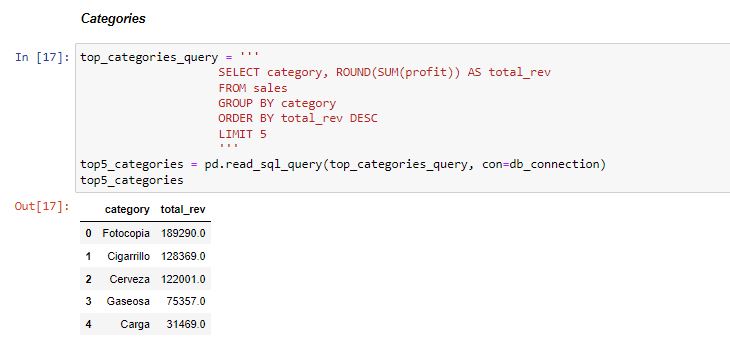 Categories
In [17]: top_categories_query = '''
SELECT category, ROUND(SUM(profit)) AS total_rev
FROM sales
GROUP BY category
ORDER BY total_rev DESC
LIMIT 5
'''
top5_categories = pd.read_sql_query(top_categories_query, con=db_connection)
top5_categories
Out[17]:
category total_rev
0 Fotocopia 189290.0
1 Cigarrillo 128369.0
2 Cerveza 122001.0
3 Gaseosa 75357.0
4 Carga 31469.0